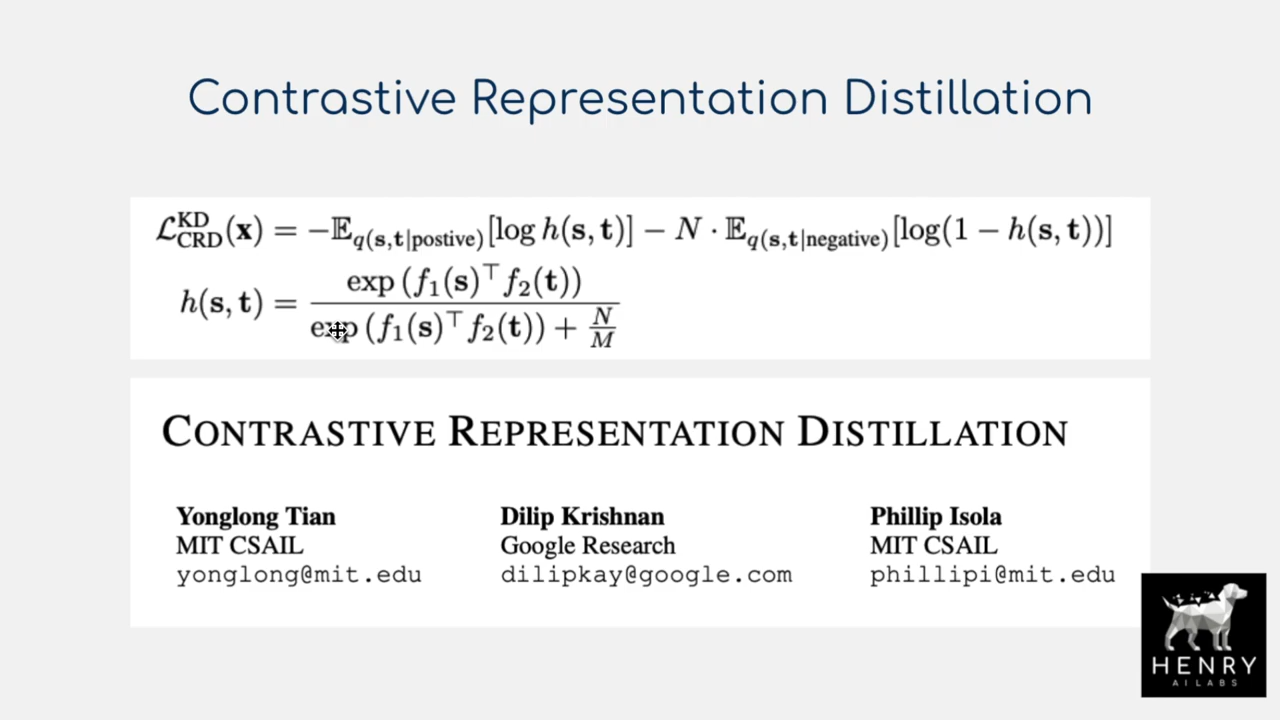 Contrastive Representation Distillation
ℒ_CRD^KD(x) = −𝔼_q(s,t|postive)[log h(s, t)] − N · 𝔼_q(s,t|negative)[log(1 − h(s, t))]
h(s, t) = exp (f₁(s)^⊤ f₂(t)) / exp (f₁(s)^⊤ f₂(t)) + N/M
CONTRASTIVE REPRESENTATION DISTILLATION
Yonglong Tian Dilip Krishnan Phillip Isola
MIT CSAIL Google Research MIT CSAIL
yonglong@mit.edu dilipkay@google.com phillipi@mit.edu
HENRY
AI LABS